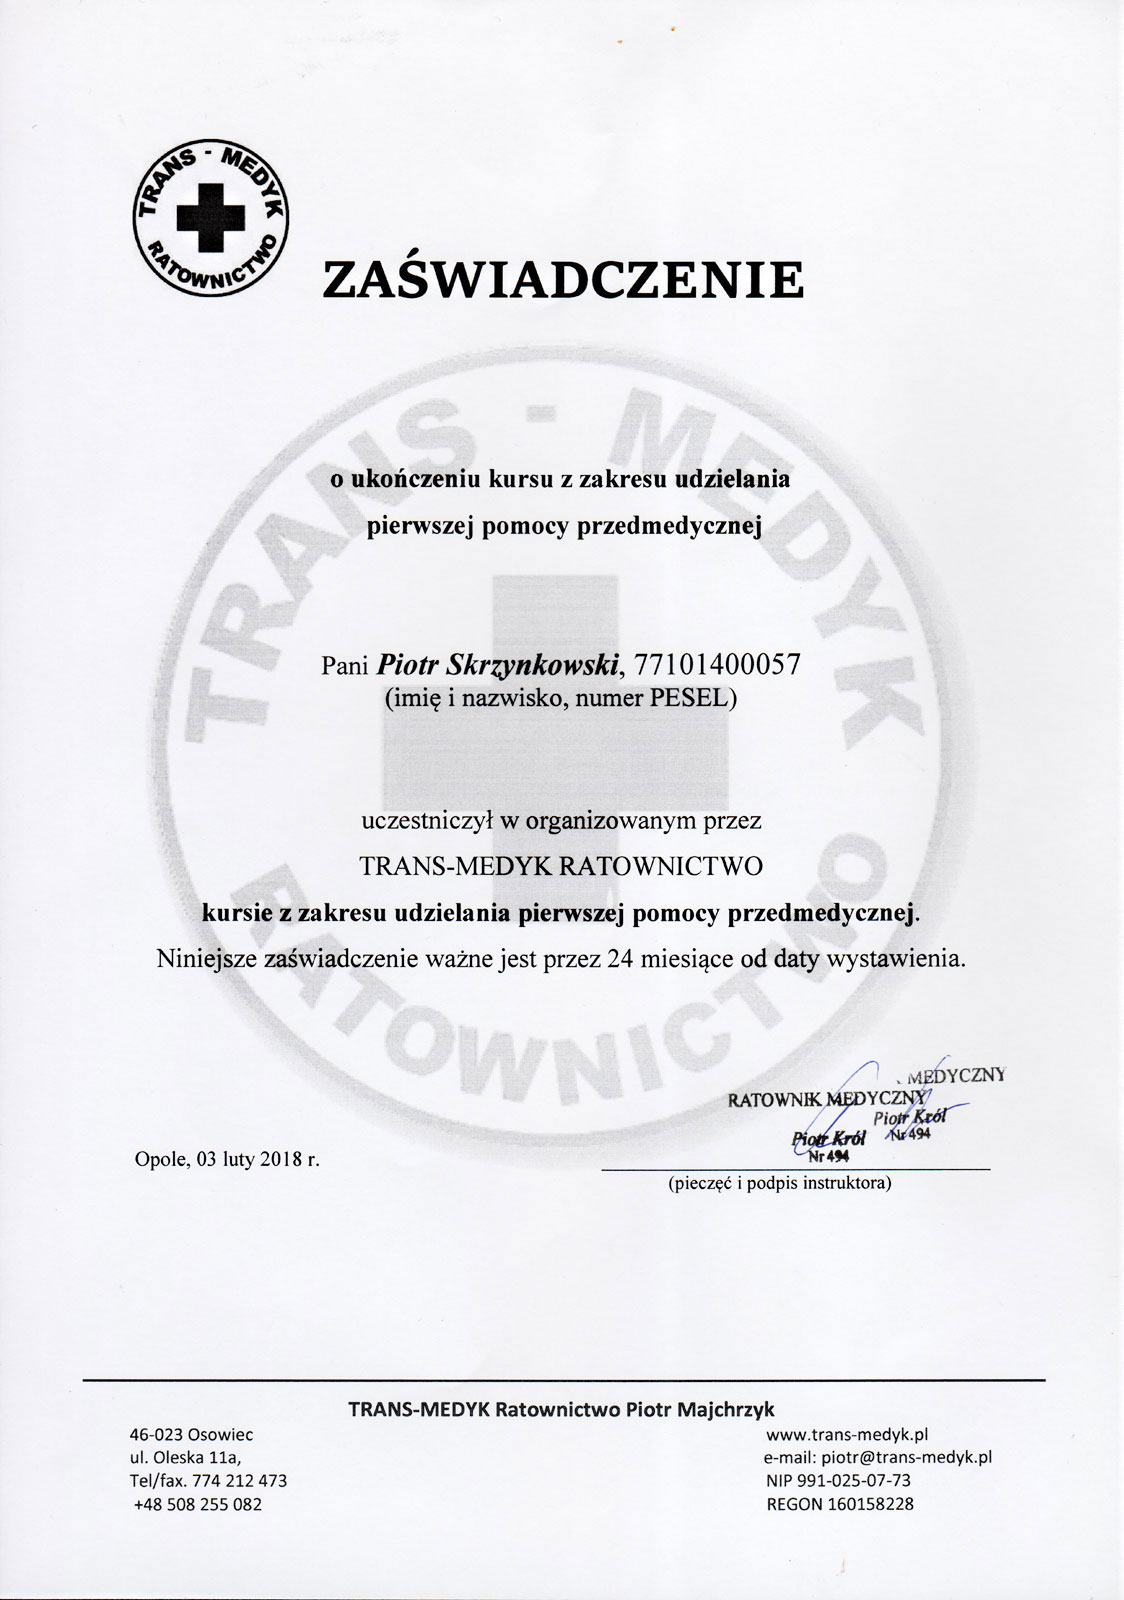 TRANS - MEDYK
RATOWNICTWO
ZAŚWIADCZENIE
TRANS - MEDYK
RATOWNICTWO
o ukończeniu kursu z zakresu udzielania
pierwszej pomocy przedmedycznej
Pani Piotr Skrzynkowski, 77101400057
(imię i nazwisko, numer PESEL)
uczestniczył w organizowanym przez
TRANS-MEDYK RATOWNICTWO
kursie z zakresu udzielania pierwszej pomocy przedmedycznej.
Niniejsze zaświadczenie ważne jest przez 24 miesiące od daty wystawienia.
MEDYCZNY
RATOWNIK MEDYCZNY
Piotr Król
Nr 494
Piotr Król
Nr 494
Opole, 03 luty 2018 r.
(pieczęć i podpis instruktora)
TRANS-MEDYK Ratownictwo Piotr Majchrzyk
46-023 Osowiec
ul. Oleska 11a,
Tel/fax. 774 212 473
+48 508 255 082
www.trans-medyk.pl
e-mail: piotr@trans-medyk.pl
NIP 991-025-07-73
REGON 160158228